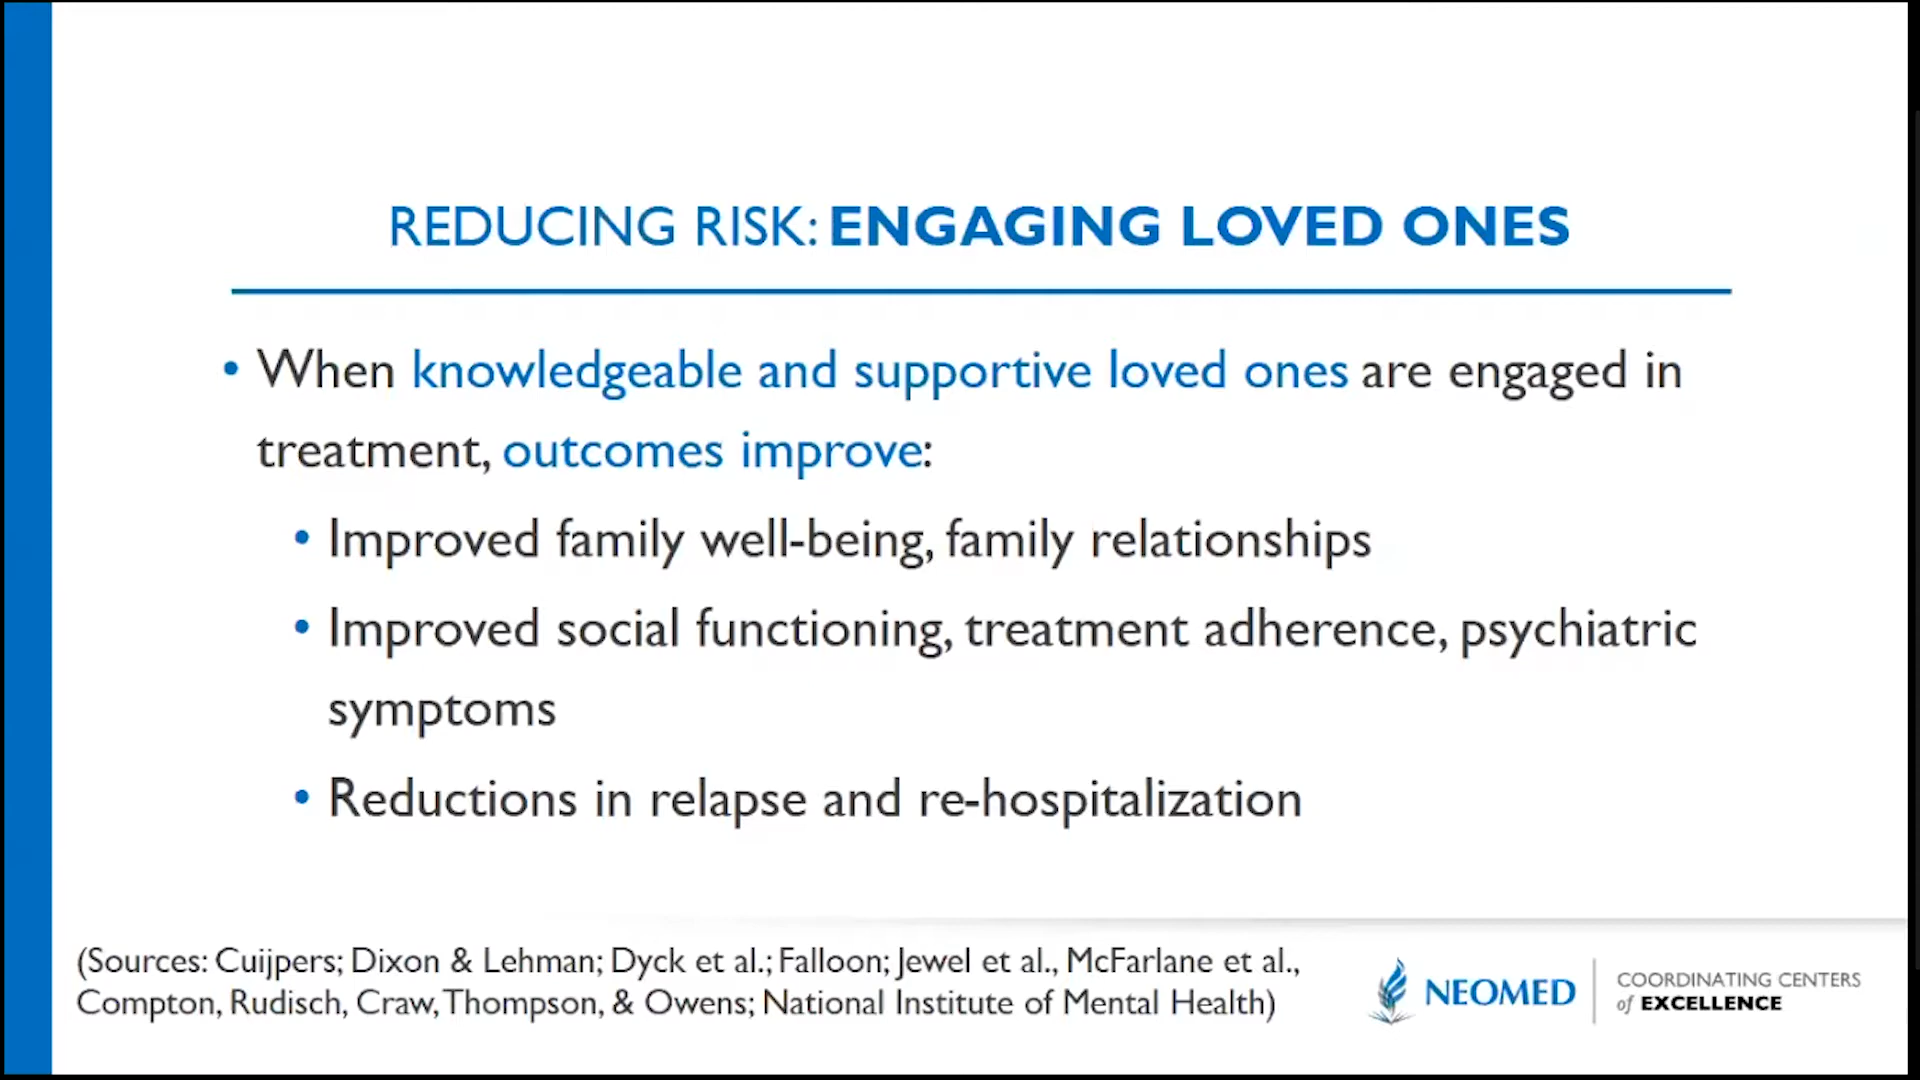 REDUCING RISK: ENGAGING LOVED ONES
• When knowledgeable and supportive loved ones are engaged in
treatment, outcomes improve:
• Improved family well-being, family relationships
• Improved social functioning, treatment adherence, psychiatric
symptoms
• Reductions in relapse and re-hospitalization
(Sources: Cuijpers; Dixon & Lehman; Dyck et al.; Falloon; Jewel et al., McFarlane et al.,
Compton, Rudisch, Craw, Thompson, & Owens; National Institute of Mental Health)
NEOMED
COORDINATING CENTERS
of EXCELLENCE